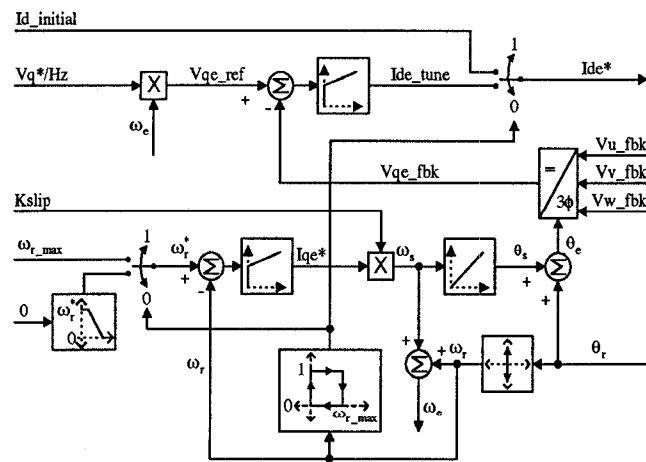 Id_initial
1
Vq*/Hz
X
Vqe_ref
+
Σ
-
Ide_tune
Ide*
0
ωe
Vqe_fbk
=
3ϕ
Vu_fbk
Vv_fbk
Vw_fbk
Kslip
θe
ωr_max
1
ωr*
+
Σ
-
Iqe*
X
ωs
θs
+
Σ
+
0
ωr*
0
0
ωr
1
0
ωr_max
+
Σ
+
ωr
θr
ωe